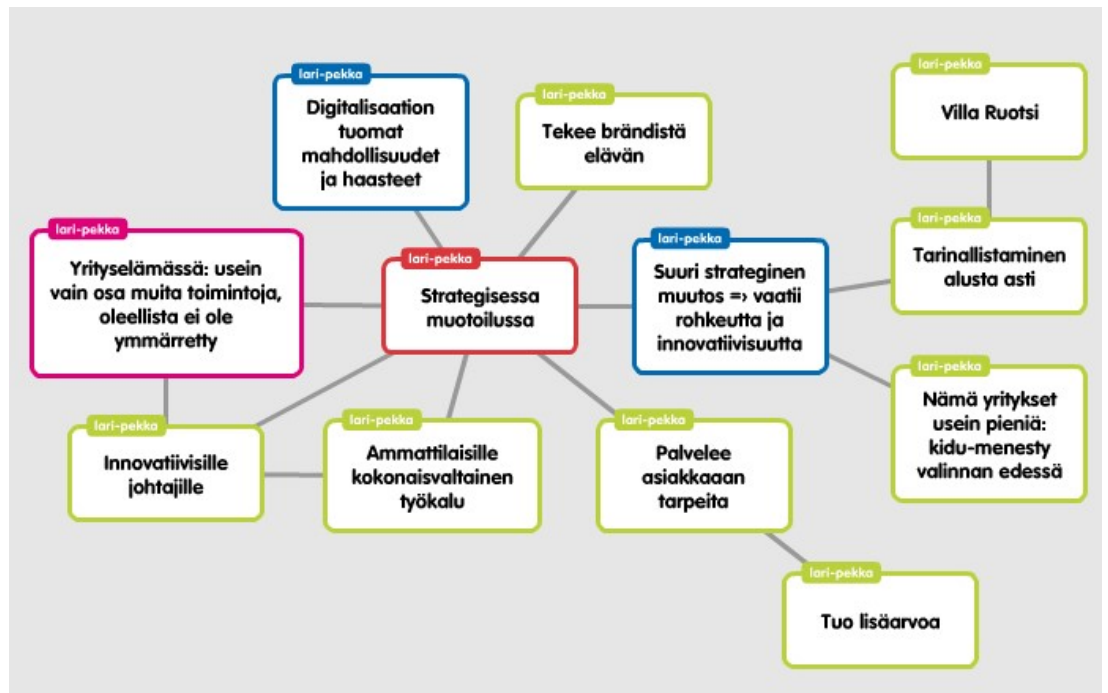 lari-pekka
Digitalisaation
tuomat
mahdollisuudet
ja haasteet
lari-pekka
Tekee brändistä
elävän
lari-pekka
Villa Ruotsi
lari-pekka
Yrityselämässä: usein
vain osa muita toimintoja,
oleellista ei ole
ymmärretty
lari-pekka
Strategisessa
muotoilussa
lari-pekka
Suuri strateginen
muutos => vaatii
rohkeutta ja
innovatiivisuutta
lari-pekka
Tarinallistaminen
alusta asti
lari-pekka
Innovatiivisille
johtajille
lari-pekka
Ammattilaisille
kokonaisvaltainen
työkalu
lari-pekka
Palvelee
asiakkaaan
tarpeita
lari-pekka
Nämä yritykset
usein pieniä:
kidu-menesty
valinnan edessä
lari-pekka
Tuo lisäarvoa